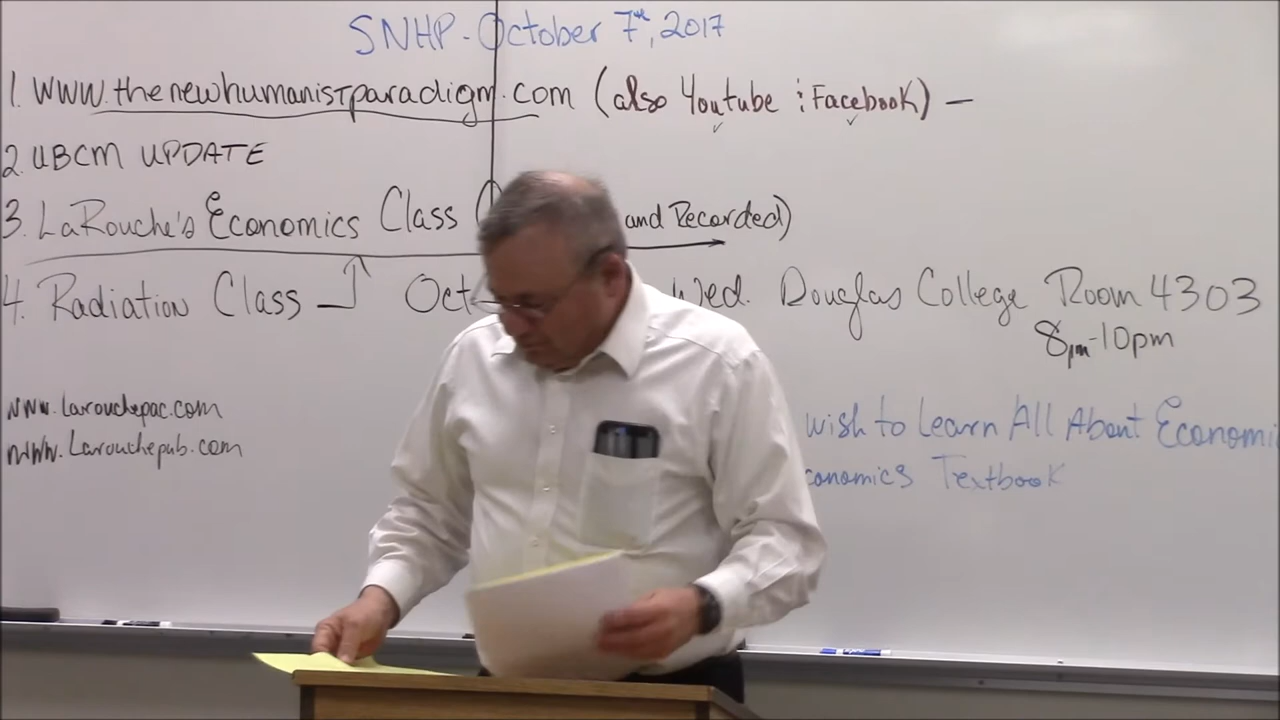 SNHP - October 7th, 2017
1. www.thenewhumanistparadigm.com (also Youtube & Facebook) —
2. UBCM UPDATE
3. LaRouche's Economics Class ( and Recorded)
4. Radiation Class Oct Wed. Douglas College Room 4303
8pm-10pm
www.larouchepac.com
www.Larouchepub.com
wish to Learn All About Economi
conomics Textbook